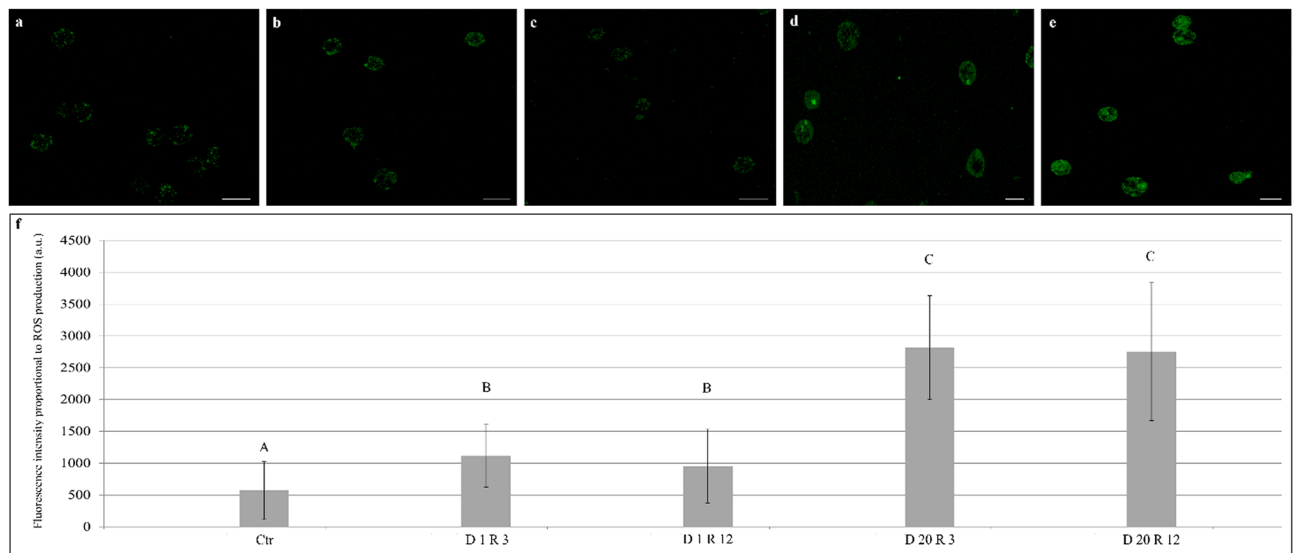 a b c d e
f
Fluoreseence intensity proportional to ROS production (a.u.)
4500
4000
3500
3000
2500
2000
1500
1000
500
0
A
B
B
C
C
Ctr D 1 R 3 D 1 R 12 D 20 R 3 D 20 R 12